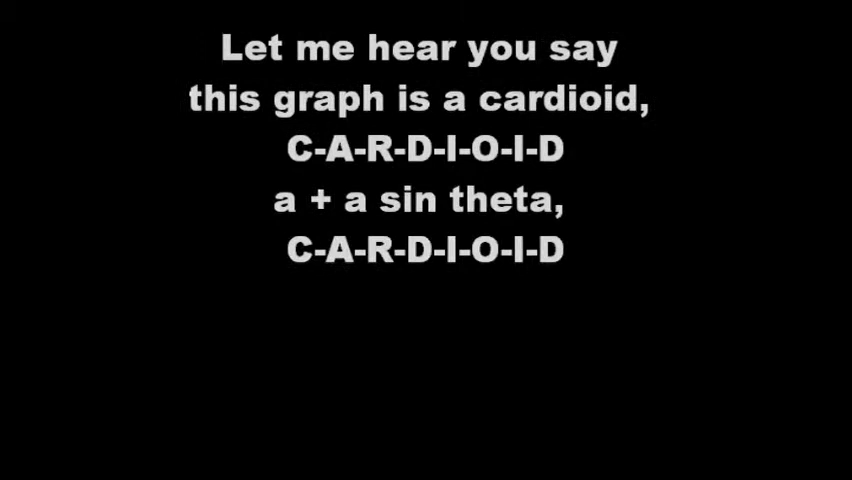 Let me hear you say
this graph is a cardioid,
C-A-R-D-I-O-I-D
a + a sin theta,
C-A-R-D-I-O-I-D